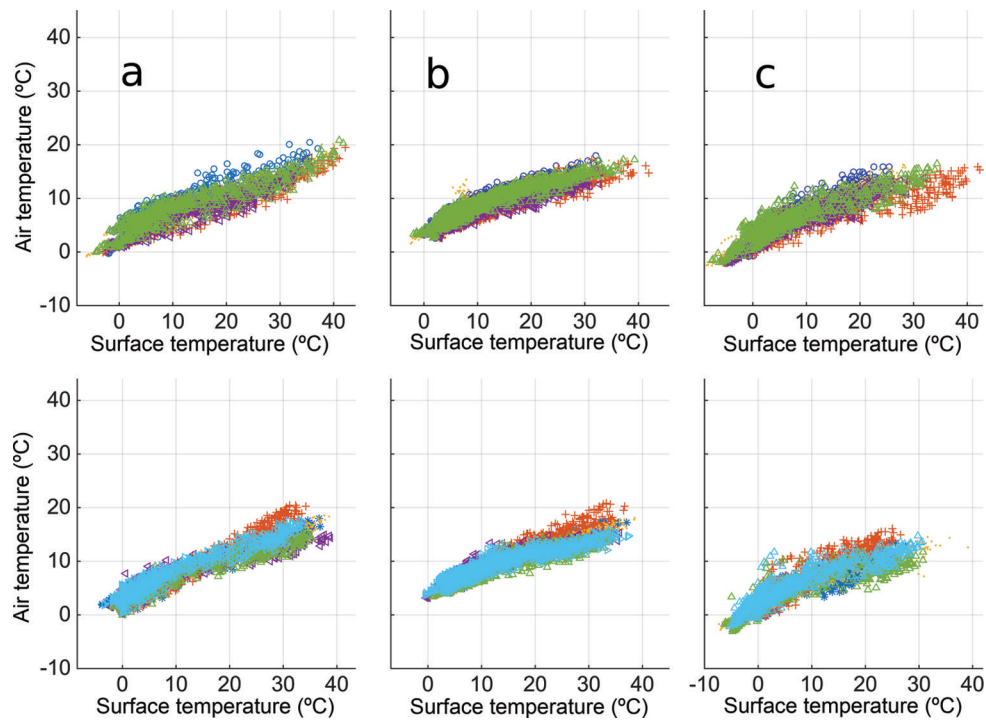 a
b
c
Air temperature (ºC)
40
30
20
10
0
-10
0 10 20 30 40
0 10 20 30 40
0 10 20 30 40
Surface temperature (ºC)
Surface temperature (ºC)
Surface temperature (ºC)
Air temperature (ºC)
40
30
20
10
0
-10
0 10 20 30 40
0 10 20 30 40
-10 0 10 20 30 40
Surface temperature (ºC)
Surface temperature (ºC)
Surface temperature (ºC)